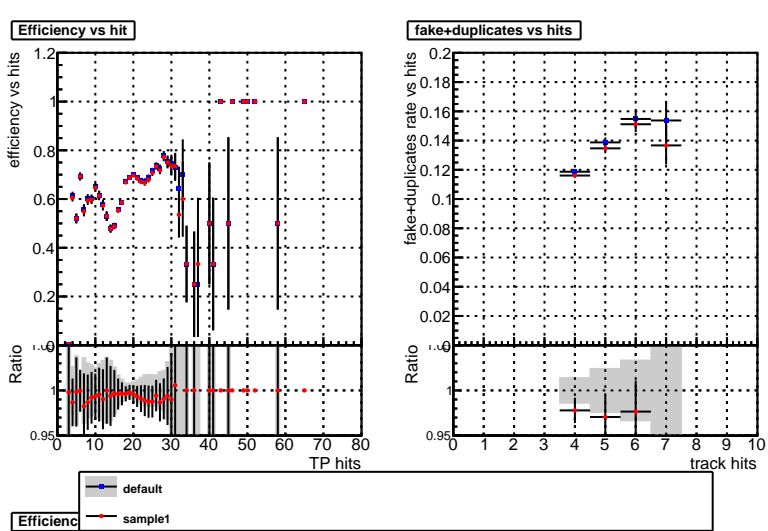 Efficiency vs hit
fake+duplicates vs hits
efficiency vs hits
1.2
1
0.8
0.6
0.4
0.2
0
fake+duplicates rate vs hits
0.2
0.18
0.16
0.14
0.12
0.1
0.08
0.06
0.04
0.02
0
Ratio
1
0.95
0 10 20 30 40 50 60 70 80
TP hits
Ratio
1
0.95
0 1 2 3 4 5 6 7 8 9 10
track hits
default
sample1
Efficienc